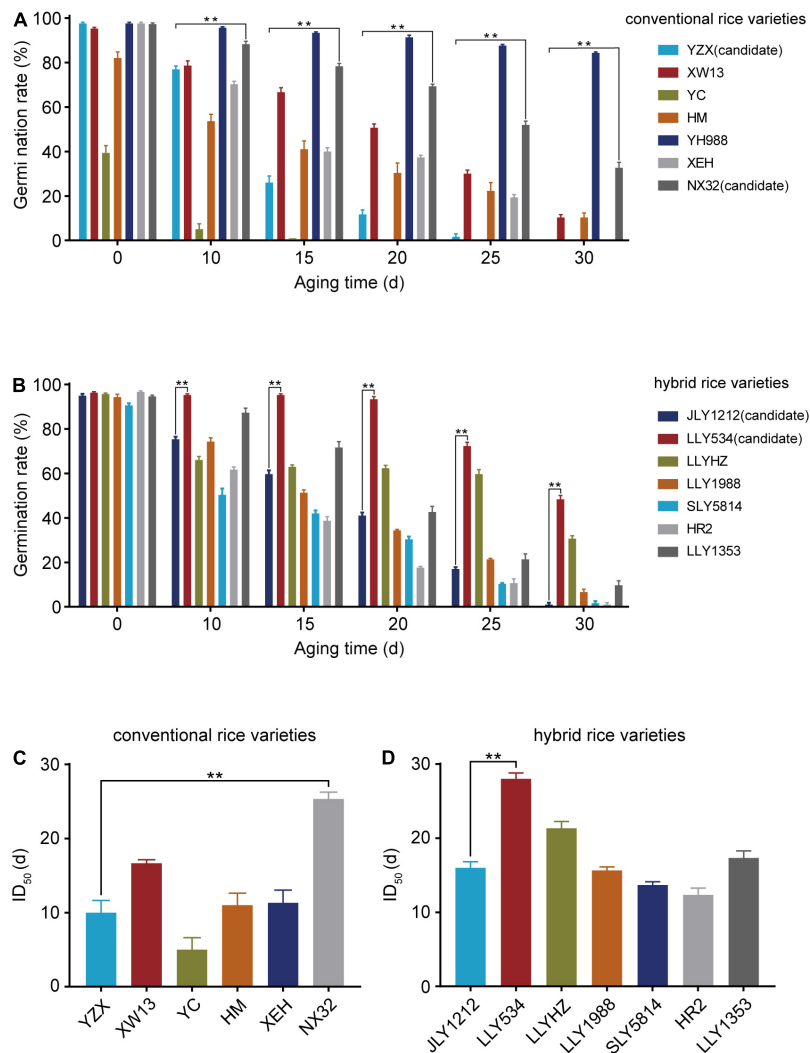 A
conventional rice varieties
Germi nation rate (%)
100
80
60
40
20
0
** ** ** ** **
YZX(candidate)
XW13
YC
HM
YH988
XEH
NX32(candidate)
0 10 15 20 25 30
Aging time (d)
B
hybrid rice varieties
Germination rate (%)
100
80
60
40
20
0
** ** ** ** **
JLY1212(candidate)
LLY534(candidate)
LLYHZ
LLY1988
SLY5814
HR2
LLY1353
0 10 15 20 25 30
Aging time (d)
C
conventional rice varieties
ID50 (d)
30
20
10
0
**
YZX XW13 YC HM XEH NX32
D
hybrid rice varieties
ID50 (d)
30
20
10
0
**
JLY1212 LLY534 LLYHZ LLY1988 SLY5814 HR2 LLY1353